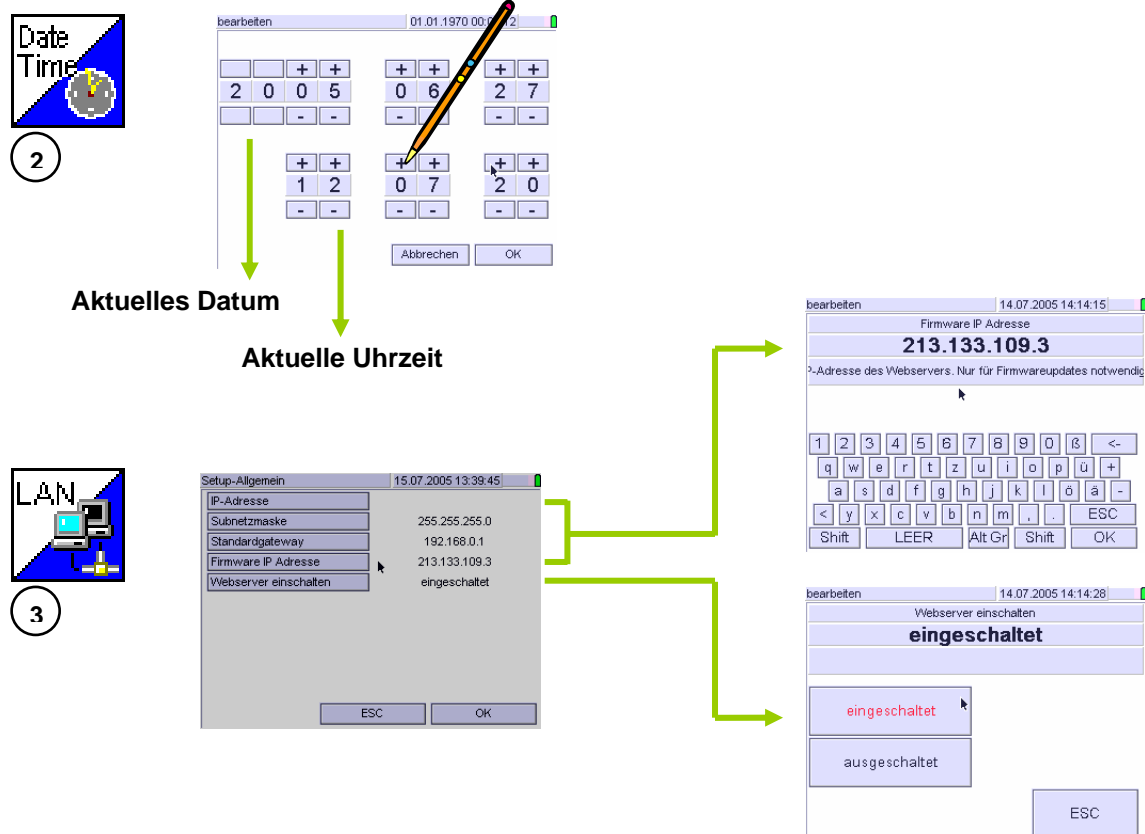 Date
Time
2
bearbeiten 01.01.1970 00:0 12
+ + + + + +
2 0 0 5 0 6 2 7
- - - - - -
+ + + + + +
1 2 0 7 2 0
- - - - - -
Abbrechen OK
Aktuelles Datum
Aktuelle Uhrzeit
LAN
3
Setup-Allgemein 15.07.2005 13:39:45
IP-Adresse
Subnetzmaske 255.255.255.0
Standardgateway 192.168.0.1
Firmware IP Adresse 213.133.109.3
Webserver einschalten eingeschaltet
ESC OK
bearbeiten 14.07.2005 14:14:15
Firmware IP Adresse
213.133.109.3
P-Adresse des Webservers. Nur für Firmwareupdates notwendig
1 2 3 4 5 6 7 8 9 0 ß <-
q w e r t z u i o p ü +
a s d f g h j k l ö ä -
< y x c v b n m , . ESC
Shift LEER Alt Gr Shift OK
bearbeiten 14.07.2005 14:14:28
Webserver einschalten
eingeschaltet
eingeschaltet
ausgeschaltet
ESC